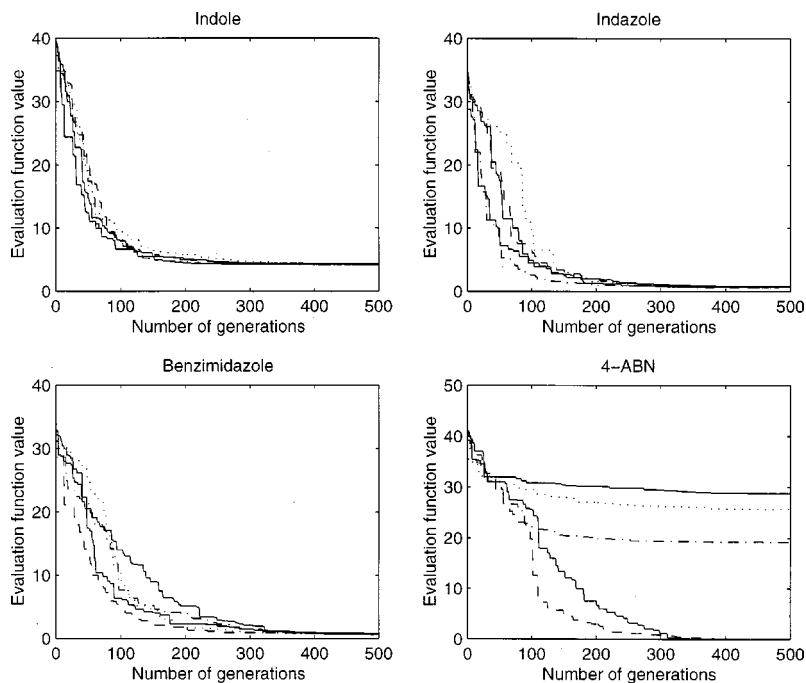 Indole
40
30
20
10
0
0 100 200 300 400 500
Evaluation function value
Number of generations
Indazole
40
30
20
10
0
0 100 200 300 400 500
Evaluation function value
Number of generations
Benzimidazole
40
30
20
10
0
0 100 200 300 400 500
Evaluation function value
Number of generations
4-ABN
50
40
30
20
10
0
0 100 200 300 400 500
Evaluation function value
Number of generations